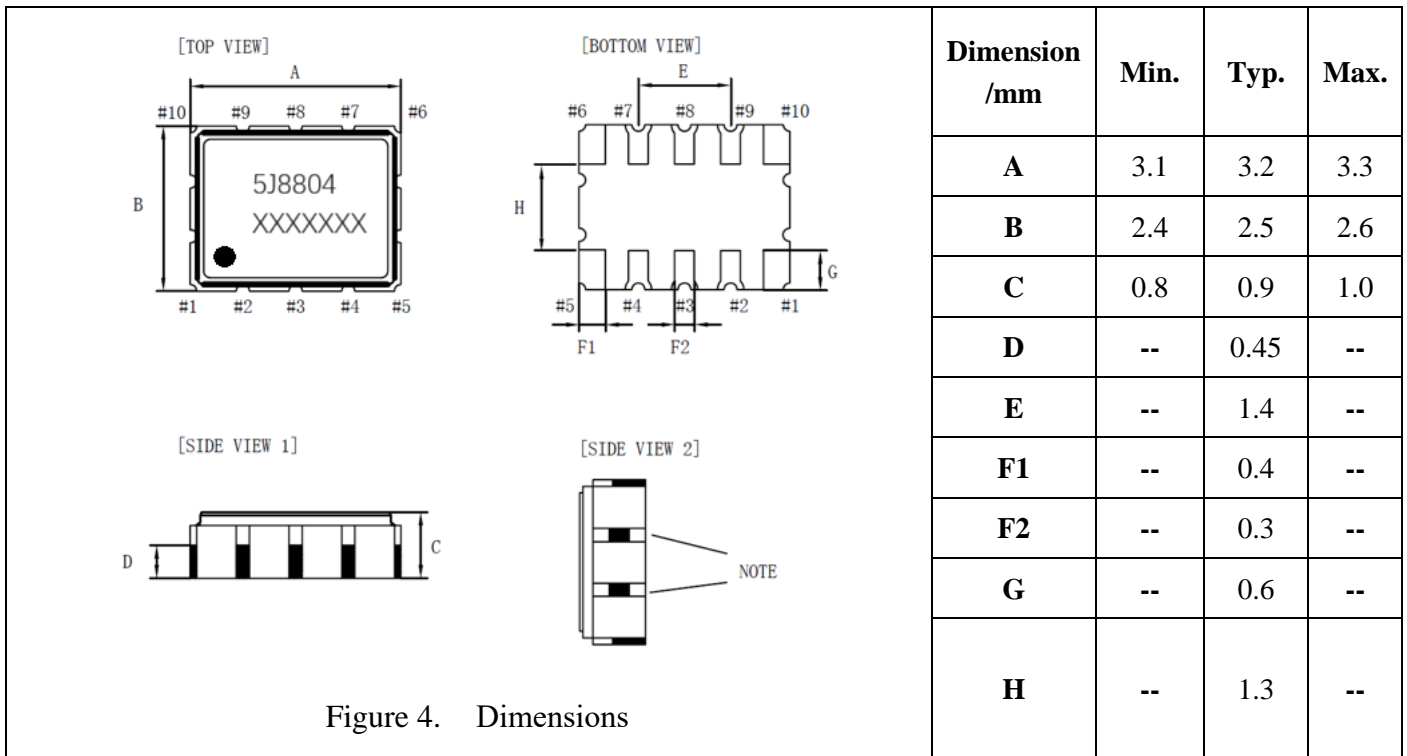 [TOP VIEW]
A
#10 #9 #8 #7 #6
B
5J8804
XXXXXXX
#1 #2 #3 #4 #5
[BOTTOM VIEW]
E
#6 #7 #8 #9 #10
H
G
#5 #4 #3 #2 #1
F1 F2
[SIDE VIEW 1]
D
C
[SIDE VIEW 2]
NOTE
Figure 4. Dimensions
Dimension /mm Min. Typ. Max.
A 3.1 3.2 3.3
B 2.4 2.5 2.6
C 0.8 0.9 1.0
D -- 0.45 --
E -- 1.4 --
F1 -- 0.4 --
F2 -- 0.3 --
G -- 0.6 --
H -- 1.3 --